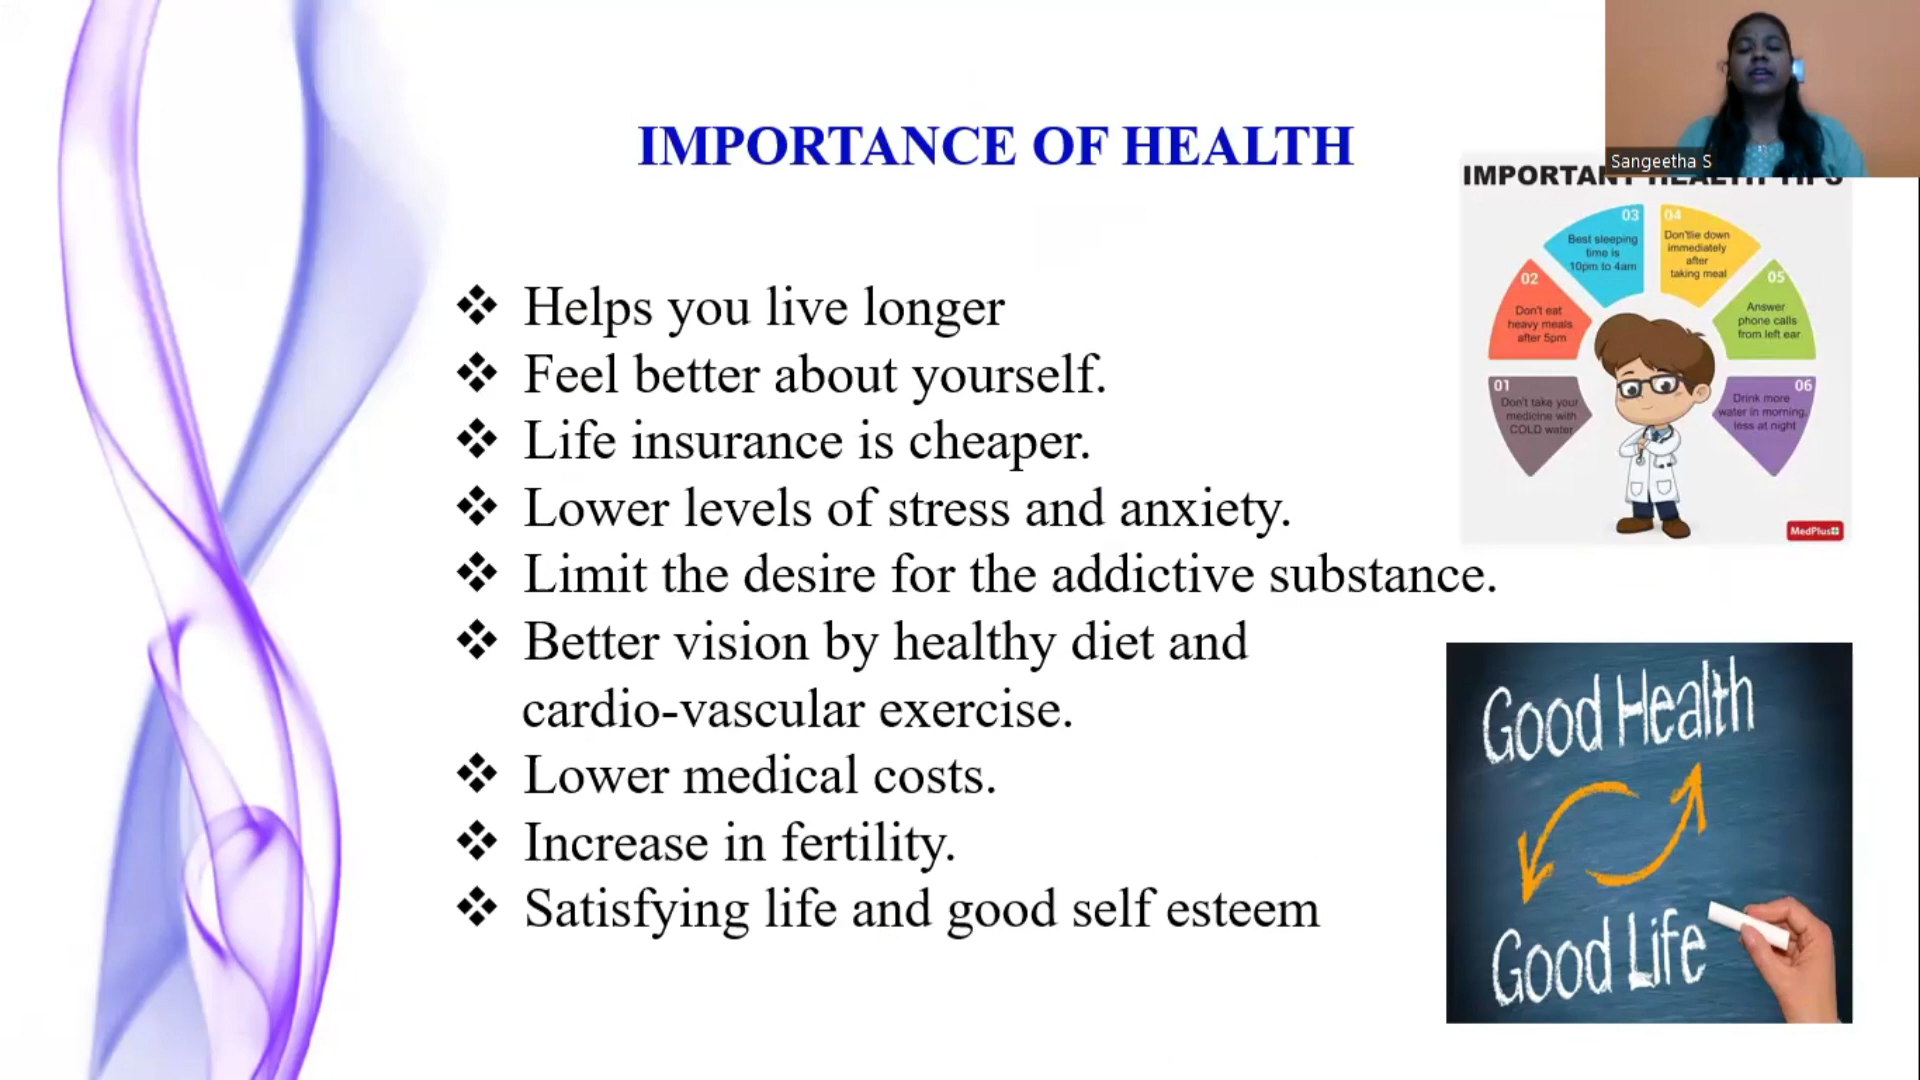 IMPORTANCE OF HEALTH
❖ Helps you live longer
❖ Feel better about yourself.
❖ Life insurance is cheaper.
❖ Lower levels of stress and anxiety.
❖ Limit the desire for the addictive substance.
❖ Better vision by healthy diet and
cardio-vascular exercise.
❖ Lower medical costs.
❖ Increase in fertility.
❖ Satisfying life and good self esteem
Sangeetha S
IMPORTANT HEALTH TIPS
01
Don't take your
medicine with
COLD water
02
Don't eat
heavy meals
after 5pm
03
Best sleeping
time is
10pm to 4am
04
Don'tlie down
immediately
after
taking meal
05
Answer
phone calls
from left ear
06
Drink more
water in morning,
less at night
MedPlus
Good Health
Good Life